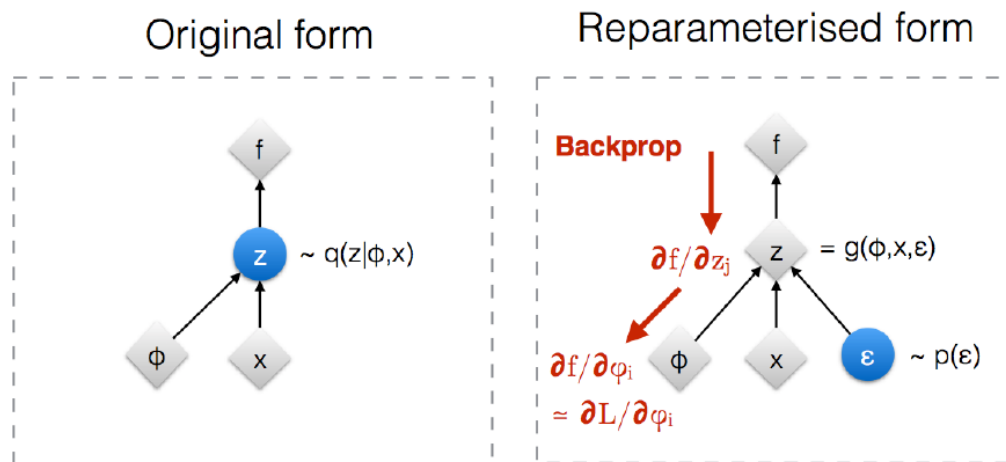 Original form
f
z ~ q(z|ϕ,x)
ϕ x
Reparameterised form
Backprop f
∂f/∂zⱼ z = g(ϕ,x,ε)
∂f/∂φᵢ ϕ x ε ~ p(ε)
≃ ∂L/∂φᵢ